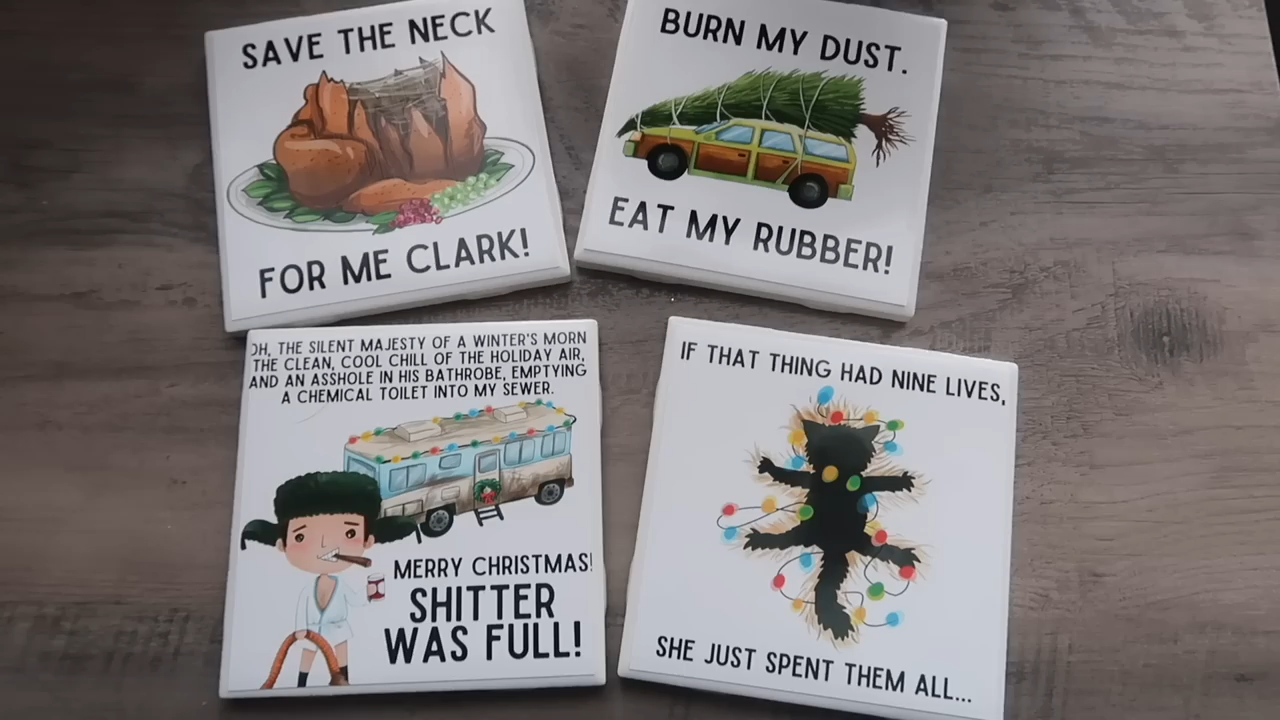 SAVE THE NECK
FOR ME CLARK!
BURN MY DUST.
EAT MY RUBBER!
OH, THE SILENT MAJESTY OF A WINTER'S MORN
THE CLEAN, COOL CHILL OF THE HOLIDAY AIR,
AND AN ASSHOLE IN HIS BATHROBE, EMPTYING
A CHEMICAL TOILET INTO MY SEWER.
MERRY CHRISTMAS!
SHITTER
WAS FULL!
IF THAT THING HAD NINE LIVES,
SHE JUST SPENT THEM ALL...